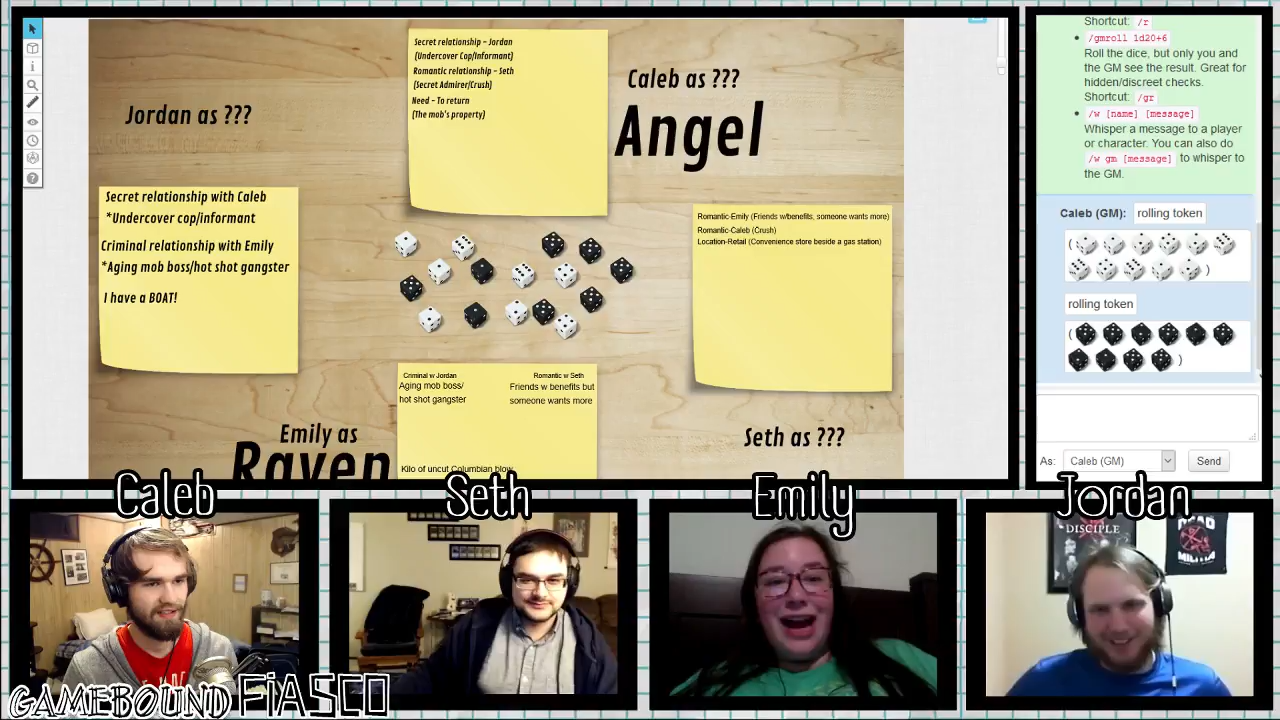 Secret relationship - Jordan
(Undercover Cop/Informant)
Romantic relationship - Seth
(Secret Admirer/Crush)
Need - To return
(The mob's property)
Caleb as ???
Angel
Jordan as ???
Secret relationship with Caleb
*Undercover cop/informant
Criminal relationship with Emily
*Aging mob boss/hot shot gangster
I have a BOAT!
Romantic-Emily (Friends w/benefits, someone wants more)
Romantic-Caleb (Crush)
Location-Retail (Convenience store beside a gas station)
Criminal w Jordan
Aging mob boss/
hot shot gangster
Romantic w Seth
Friends w benefits but
someone wants more
Kilo of uncut Columbian blow
Emily as
Raven
Seth as ???
Shortcut: /r
/gmroll 1d20+6
Roll the dice, but only you and
the GM see the result. Great for
hidden/discreet checks.
Shortcut: /gr
/w [name] [message]
Whisper a message to a player
or character. You can also do
/w gm [message] to whisper to
the GM.
Caleb (GM): rolling token
( )
rolling token
( )
As: Caleb (GM) Send
Caleb
Seth
Emily
Jordan
DISCIPLE
ROAD
MILITIA
GAMEBOUND FiASCO